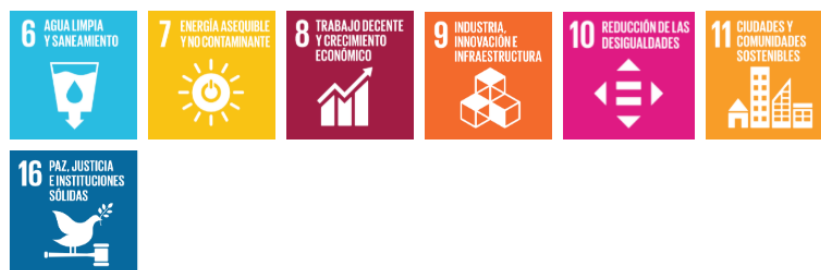 6 AGUA LIMPIA
Y SANEAMIENTO
7 ENERGÍA ASEQUIBLE
Y NO CONTAMINANTE
8 TRABAJO DECENTE
Y CRECIMIENTO
ECONÓMICO
9 INDUSTRIA,
INNOVACIÓN E
INFRAESTRUCTURA
10 REDUCCIÓN DE LAS
DESIGUALDADES
11 CIUDADES Y
COMUNIDADES
SOSTENIBLES
16 PAZ, JUSTICIA
E INSTITUCIONES
SÓLIDAS